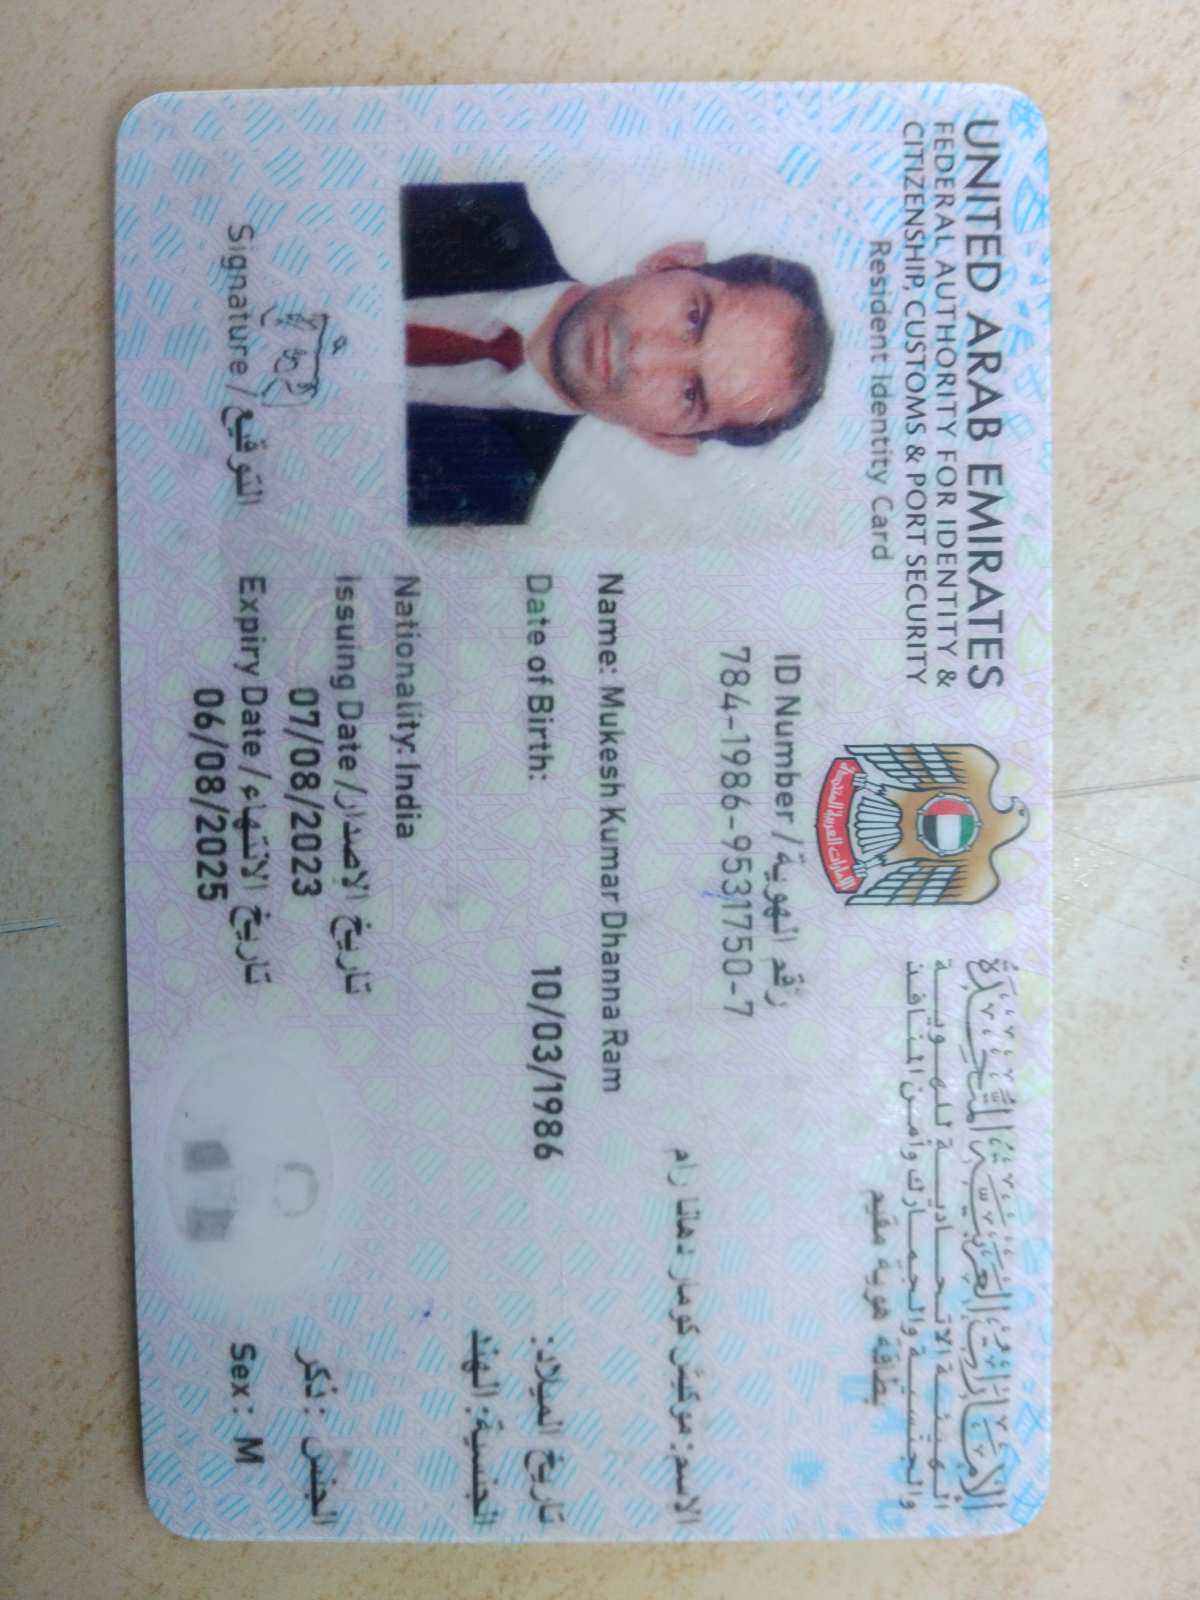 UNITED ARAB EMIRATES
FEDERAL AUTHORITY FOR IDENTITY &
CITIZENSHIP, CUSTOMS & PORT SECURITY
Resident Identity Card
الإمارات العربية المتحدة
الهيئة الاتحادية للهوية
والجنسية والجمارك وأمن المنافذ
بطاقة هوية مقيم
ID Number / رقم الهوية
784-1986-9531750-7
الاسم: موكيش كومار دهانا رام
Name: Mukesh Kumar Dhanna Ram
Date of Birth: 10/03/1986 تاريخ الميلاد:
Nationality: India
الجنسية: الهند
Issuing Date / تاريخ الإصدار
07/08/2023
Expiry Date / تاريخ الانتهاء
06/08/2025
الجنس: ذكر
Sex: M
Signature / التوقيع